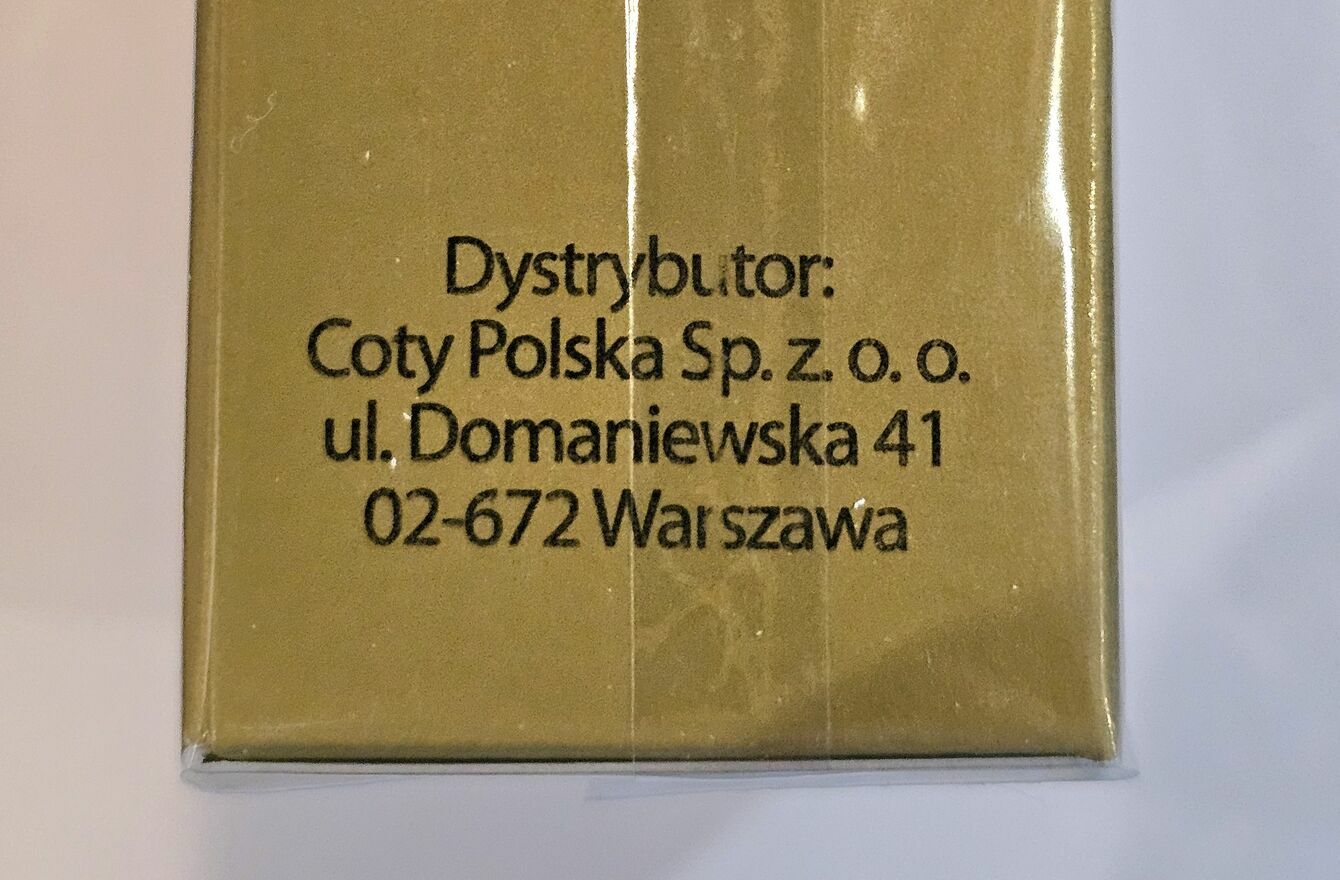 Dystrybutor:
Coty Polska Sp. z. o. o.
ul. Domaniewska 41
02-672 Warszawa